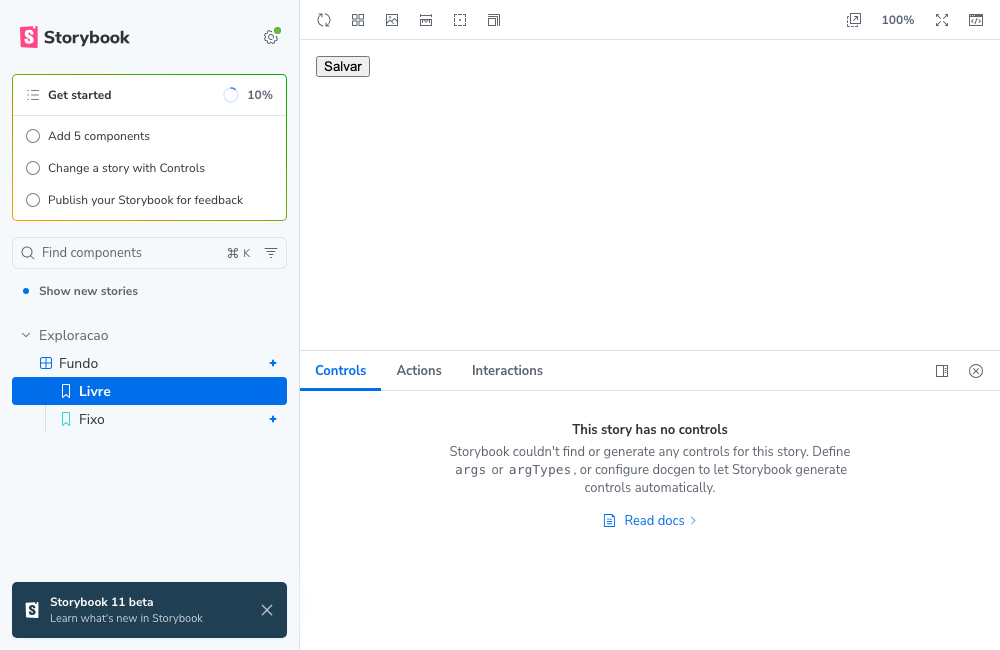 Storybook
Get started
10%
Add 5 components
Change a story with Controls
Publish your Storybook for feedback
Find components
⌘ K
Show new stories
Exploracao
Fundo
Livre
Fixo
Storybook 11 beta
Learn what's new in Storybook
100%
Salvar
Controls
Actions
Interactions
This story has no controls
Storybook couldn't find or generate any controls for this story. Define
args or argTypes, or configure docgen to let Storybook generate
controls automatically.
Read docs